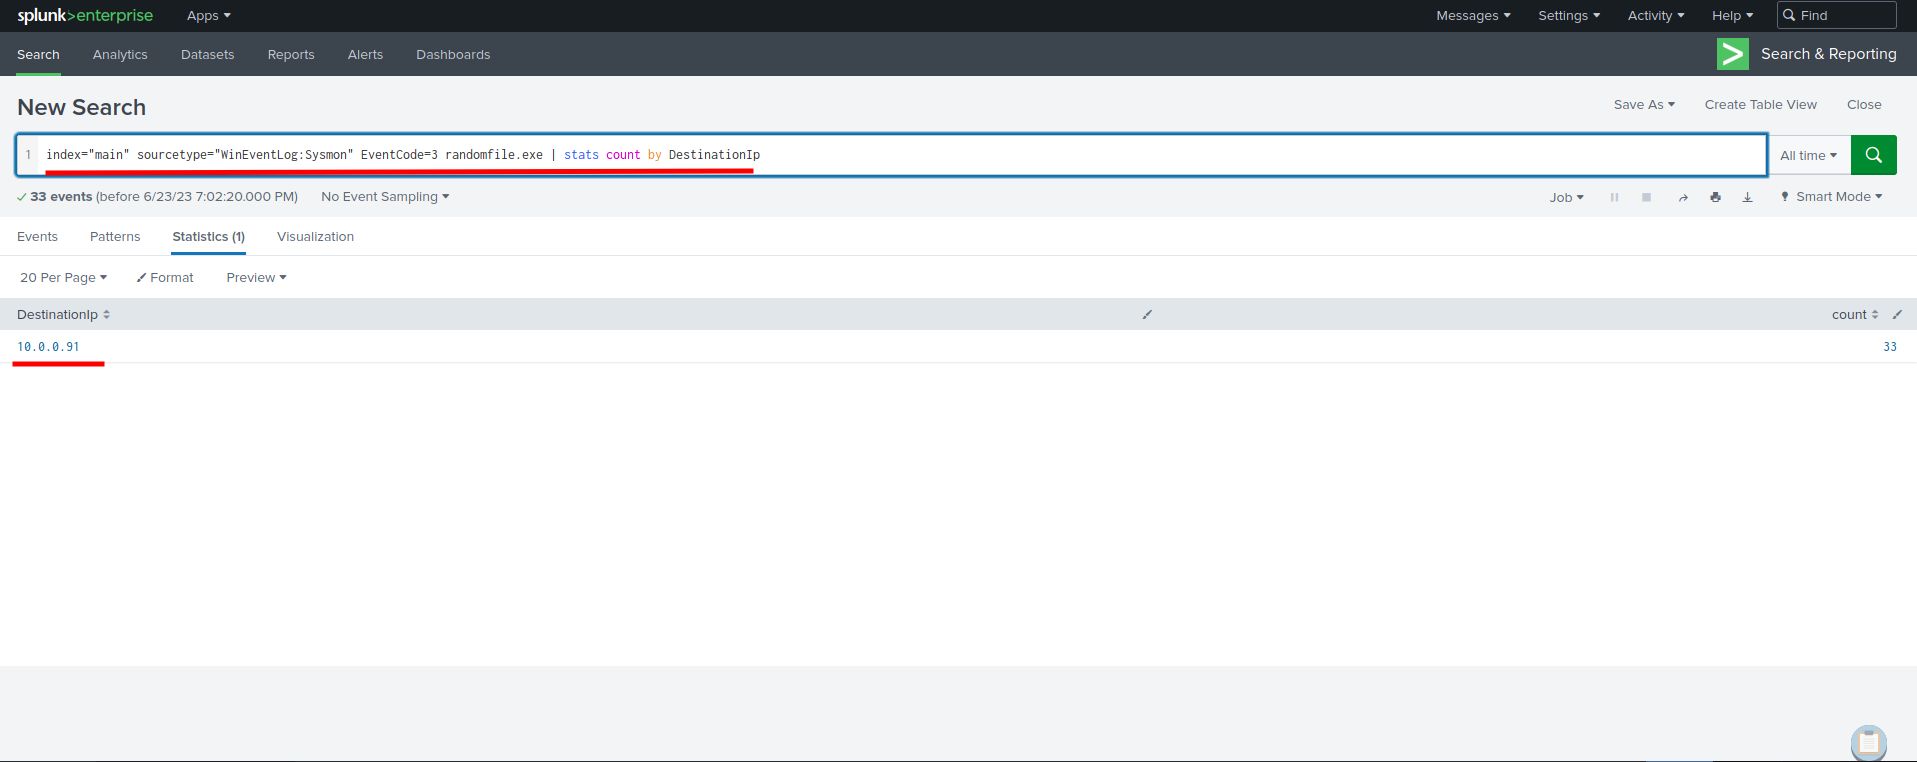 splunk>enterprise Apps Messages Settings Activity Help Find
Search Analytics Datasets Reports Alerts Dashboards Search & Reporting
New Search Save As Create Table View Close
1 index="main" sourcetype="WinEventLog:Sysmon" EventCode=3 randomfile.exe | stats count by DestinationIp All time
33 events (before 6/23/23 7:02:20.000 PM) No Event Sampling Job Smart Mode
Events Patterns Statistics (1) Visualization
20 Per Page Format Preview
DestinationIp count
10.0.0.91 33